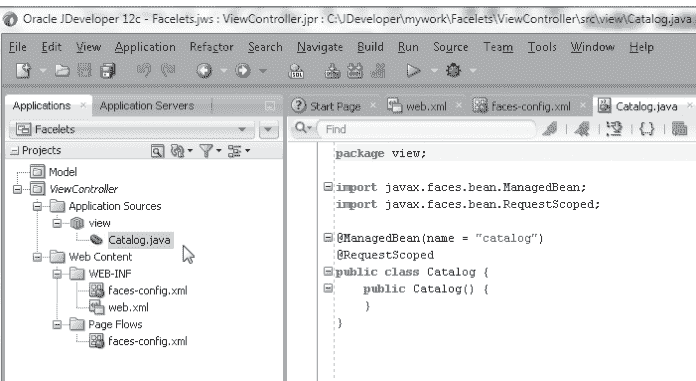 Oracle JDeveloper 12c - Facelets.jws : ViewController.jpr : C:\JDeveloper\mywork\Facelets\ViewController\src\view\Catalog.java
File Edit View Application Refactor Search Navigate Build Run Source Team Tools Window Help
Applications × Application Servers
Facelets
Projects
Model
ViewController
Application Sources
view
Catalog.java
Web Content
WEB-INF
faces-config.xml
web.xml
Page Flows
faces-config.xml
Start Page × web.xml × faces-config.xml × Catalog.java ×
Find
package view;
import javax.faces.bean.ManagedBean;
import javax.faces.bean.RequestScoped;
@ManagedBean(name = "catalog")
@RequestScoped
public class Catalog {
public Catalog() {
}
}